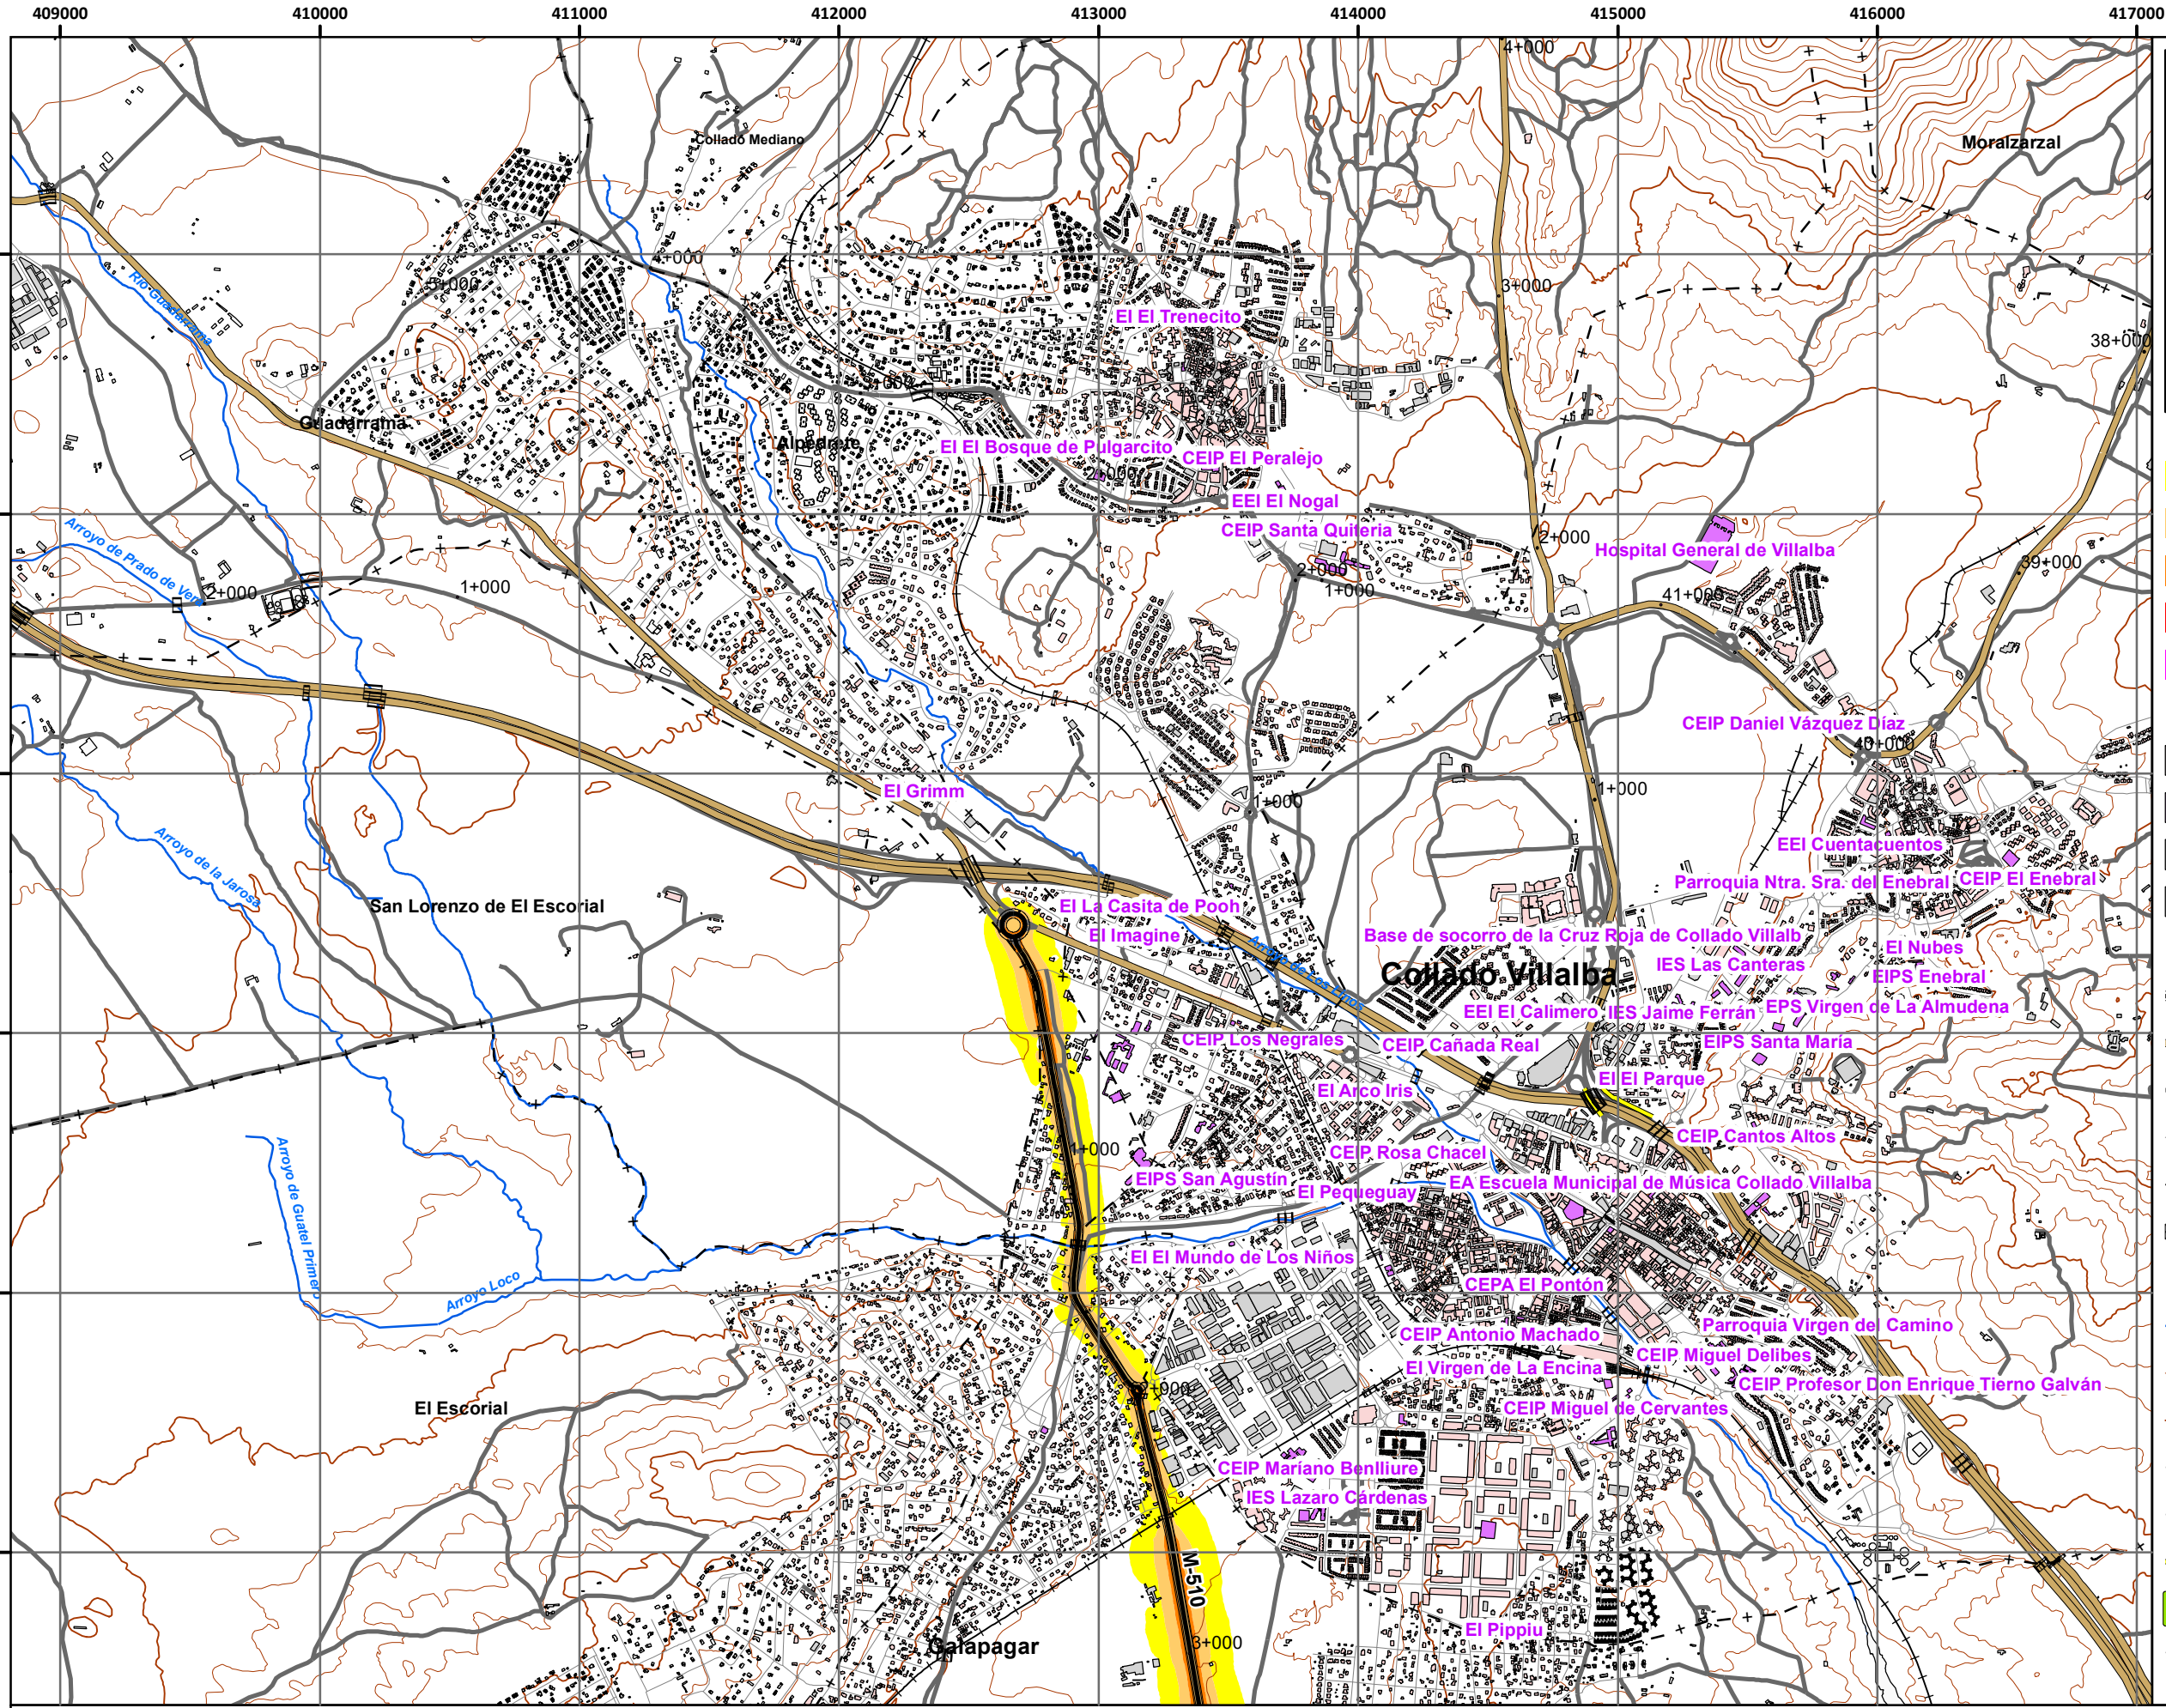 409000 410000 411000 412000 413000 414000 415000 416000 417000
4+000
Collado Mediano
Moralzarzal
4+000
5+000
3+000
Río Guadarrama
El El Trenecito
38+000
3+000
Guadarrama
Alpedrete
El El Bosque de Pulgarcito
CEIP El Peralejo
2+000
EEI El Nogal
CEIP Santa Quiteria
2+000
Hospital General de Villalba
Arroyo de Prado de Vera
2+000
1+000
2+000
1+000
39+000
41+000
CEIP Daniel Vázquez Díaz
40+000
El Grimm
1+000
1+000
Arroyo de la Jarosa
EEI Cuentacuentos
Parroquia Ntra. Sra. del Enebral
CEIP El Enebral
San Lorenzo de El Escorial
El La Casita de Pooh
El Imagine
Base de socorro de la Cruz Roja de Collado Villalb
El Nubes
Collado Villalba
IES Las Canteras
EIPS Enebral
EEI El Calimero
IES Jaime Ferrán
EPS Virgen de La Almudena
CEIP Los Negrales
CEIP Cañada Real
EIPS Santa María
El Arco Iris
El El Parque
1+000
CEIP Cantos Altos
CEIP Rosa Chacel
EIPS San Agustín
El Pequeguay
EA Escuela Municipal de Música Collado Villalba
Arroyo de Guatel Primero
Arroyo Loco
El El Mundo de Los Niños
CEPA El Pontón
CEIP Antonio Machado
Parroquia Virgen del Camino
El Virgen de La Encina
CEIP Miguel Delibes
2+000
CEIP Profesor Don Enrique Tierno Galván
El Escorial
CEIP Miguel de Cervantes
CEIP Maríano Benlliure
IES Lazaro Cárdenas
M-510
El Pippiu
Galapagar
3+000